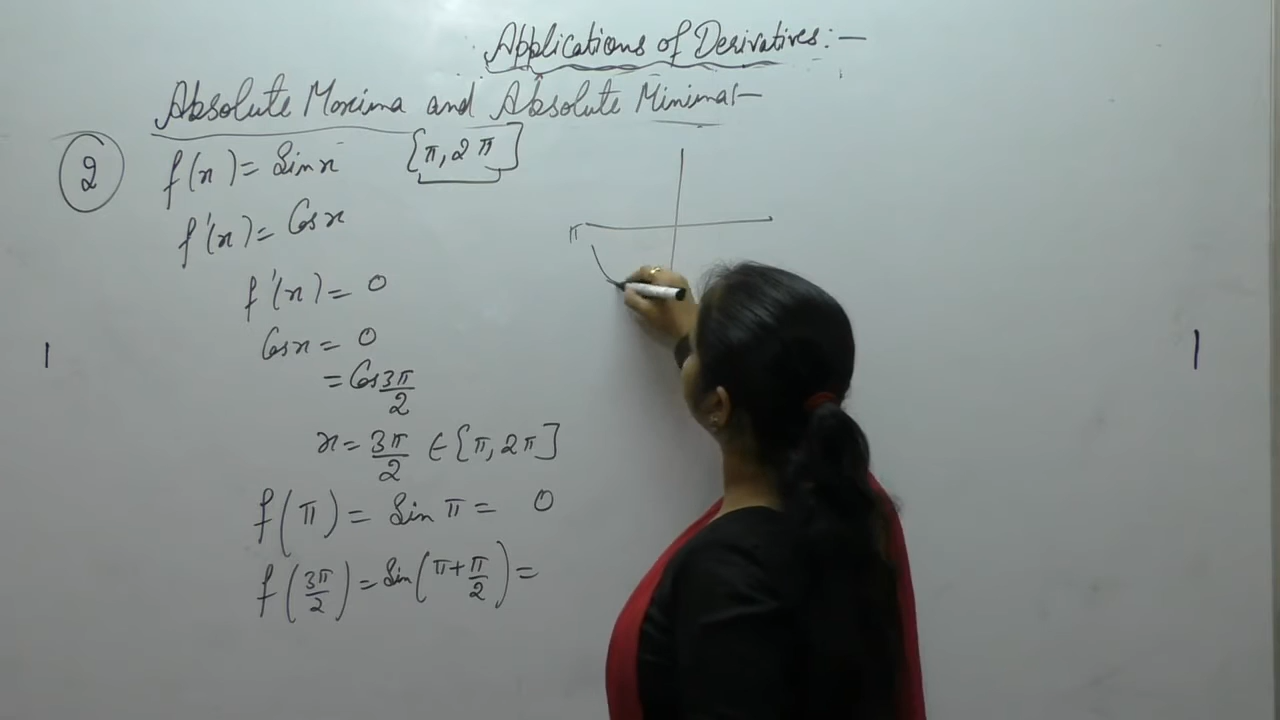 Applications of Derivatives:-
Absolute Maxima and Absolute Minima:-
2 f(x) = Sin x [π, 2π]
f'(x) = Cos x
π
f'(x) = 0
Cos x = 0
= Cos 3π/2
x = 3π/2 ∈ [π, 2π]
f(π) = Sin π = 0
f(3π/2) = Sin(π + π/2) =